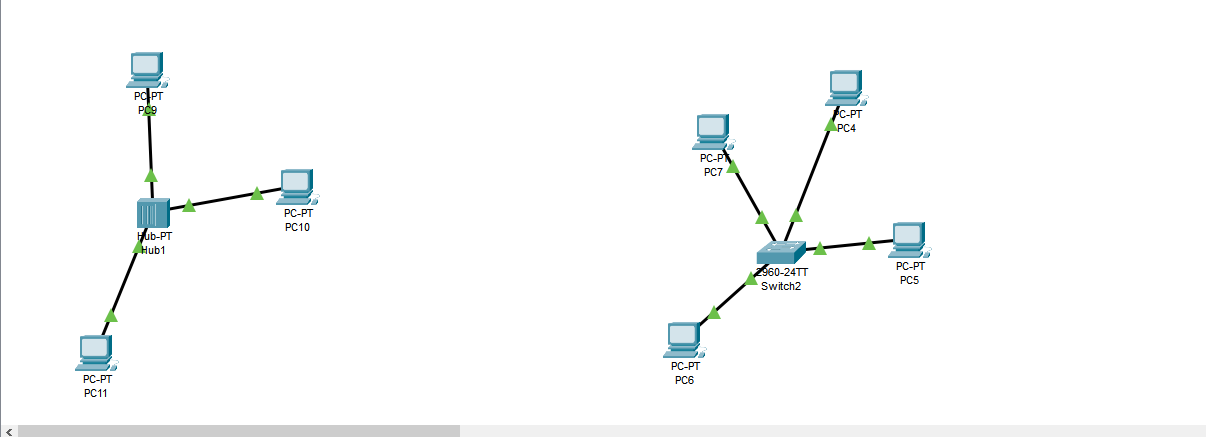 PC-PT
PC9
PC-PT
PC10
Hub-PT
Hub1
PC-PT
PC11
PC-PT
PC4
PC-PT
PC7
PC-PT
PC5
2960-24TT
Switch2
PC-PT
PC6